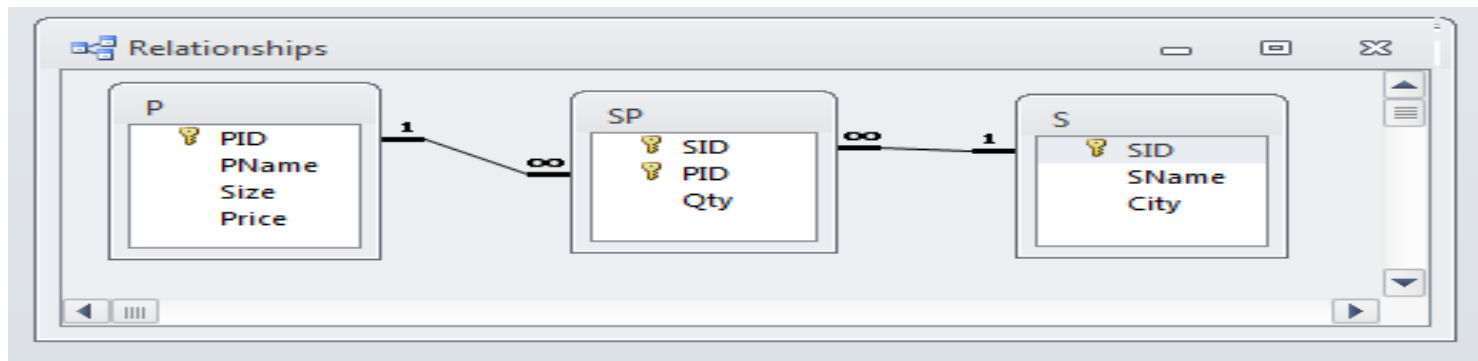 Relationships
P
PID
PName
Size
Price
1
∞
SP
SID
PID
Qty
∞
1
S
SID
SName
City